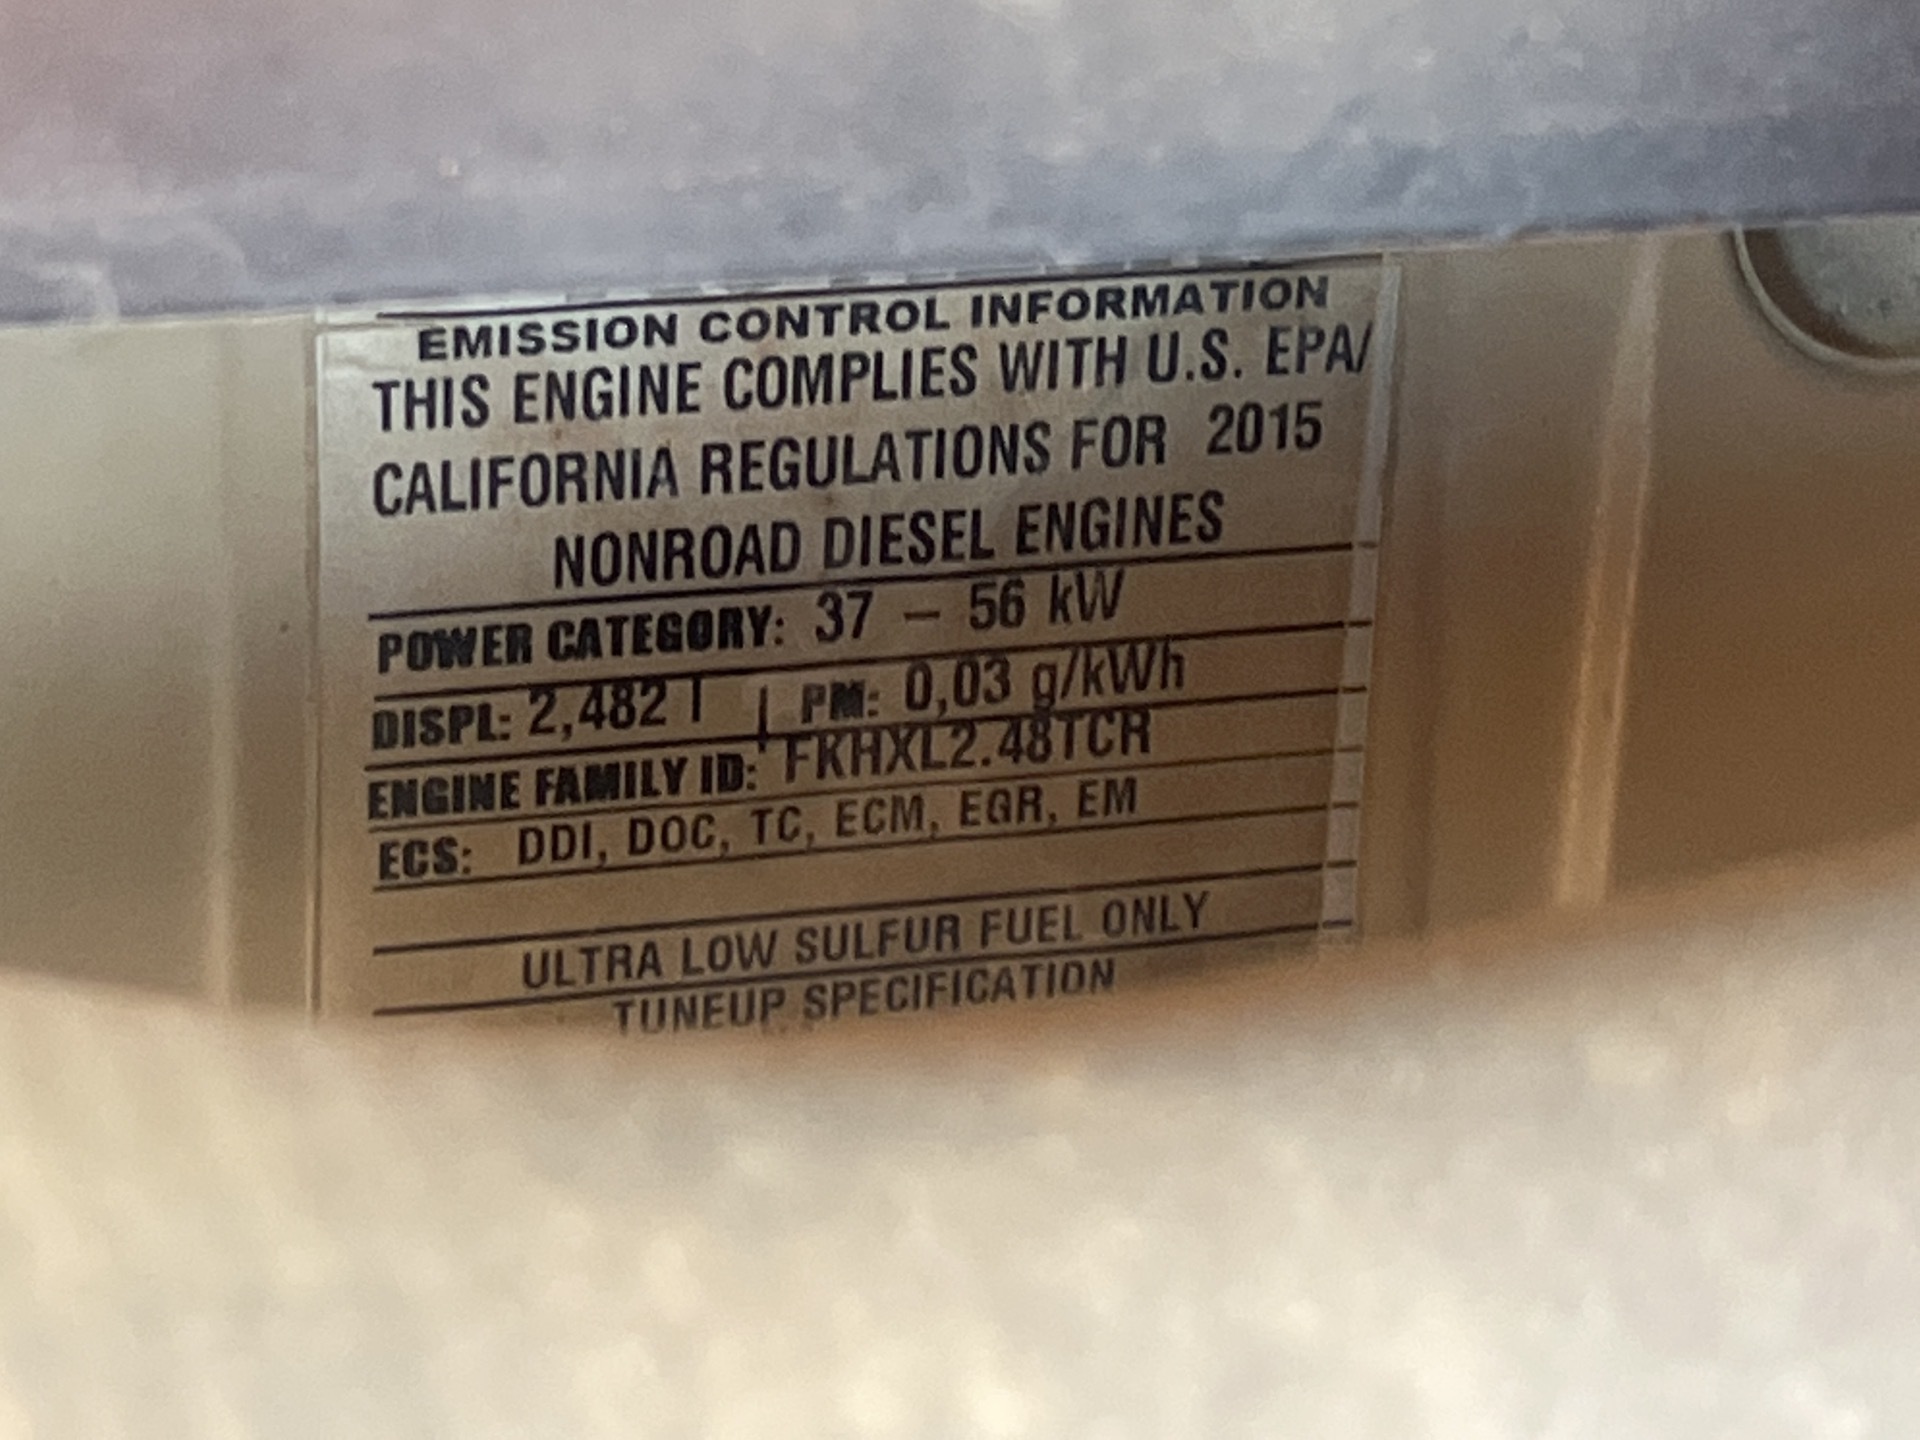 EMISSION CONTROL INFORMATION
THIS ENGINE COMPLIES WITH U.S. EPA/
CALIFORNIA REGULATIONS FOR 2015
NONROAD DIESEL ENGINES
POWER CATEGORY: 37 – 56 kW
DISPL: 2,482 l | PM: 0,03 g/kWh
ENGINE FAMILY ID: FKHXL2.48TCR
ECS: DDI, DOC, TC, ECM, EGR, EM
ULTRA LOW SULFUR FUEL ONLY
TUNEUP SPECIFICATION